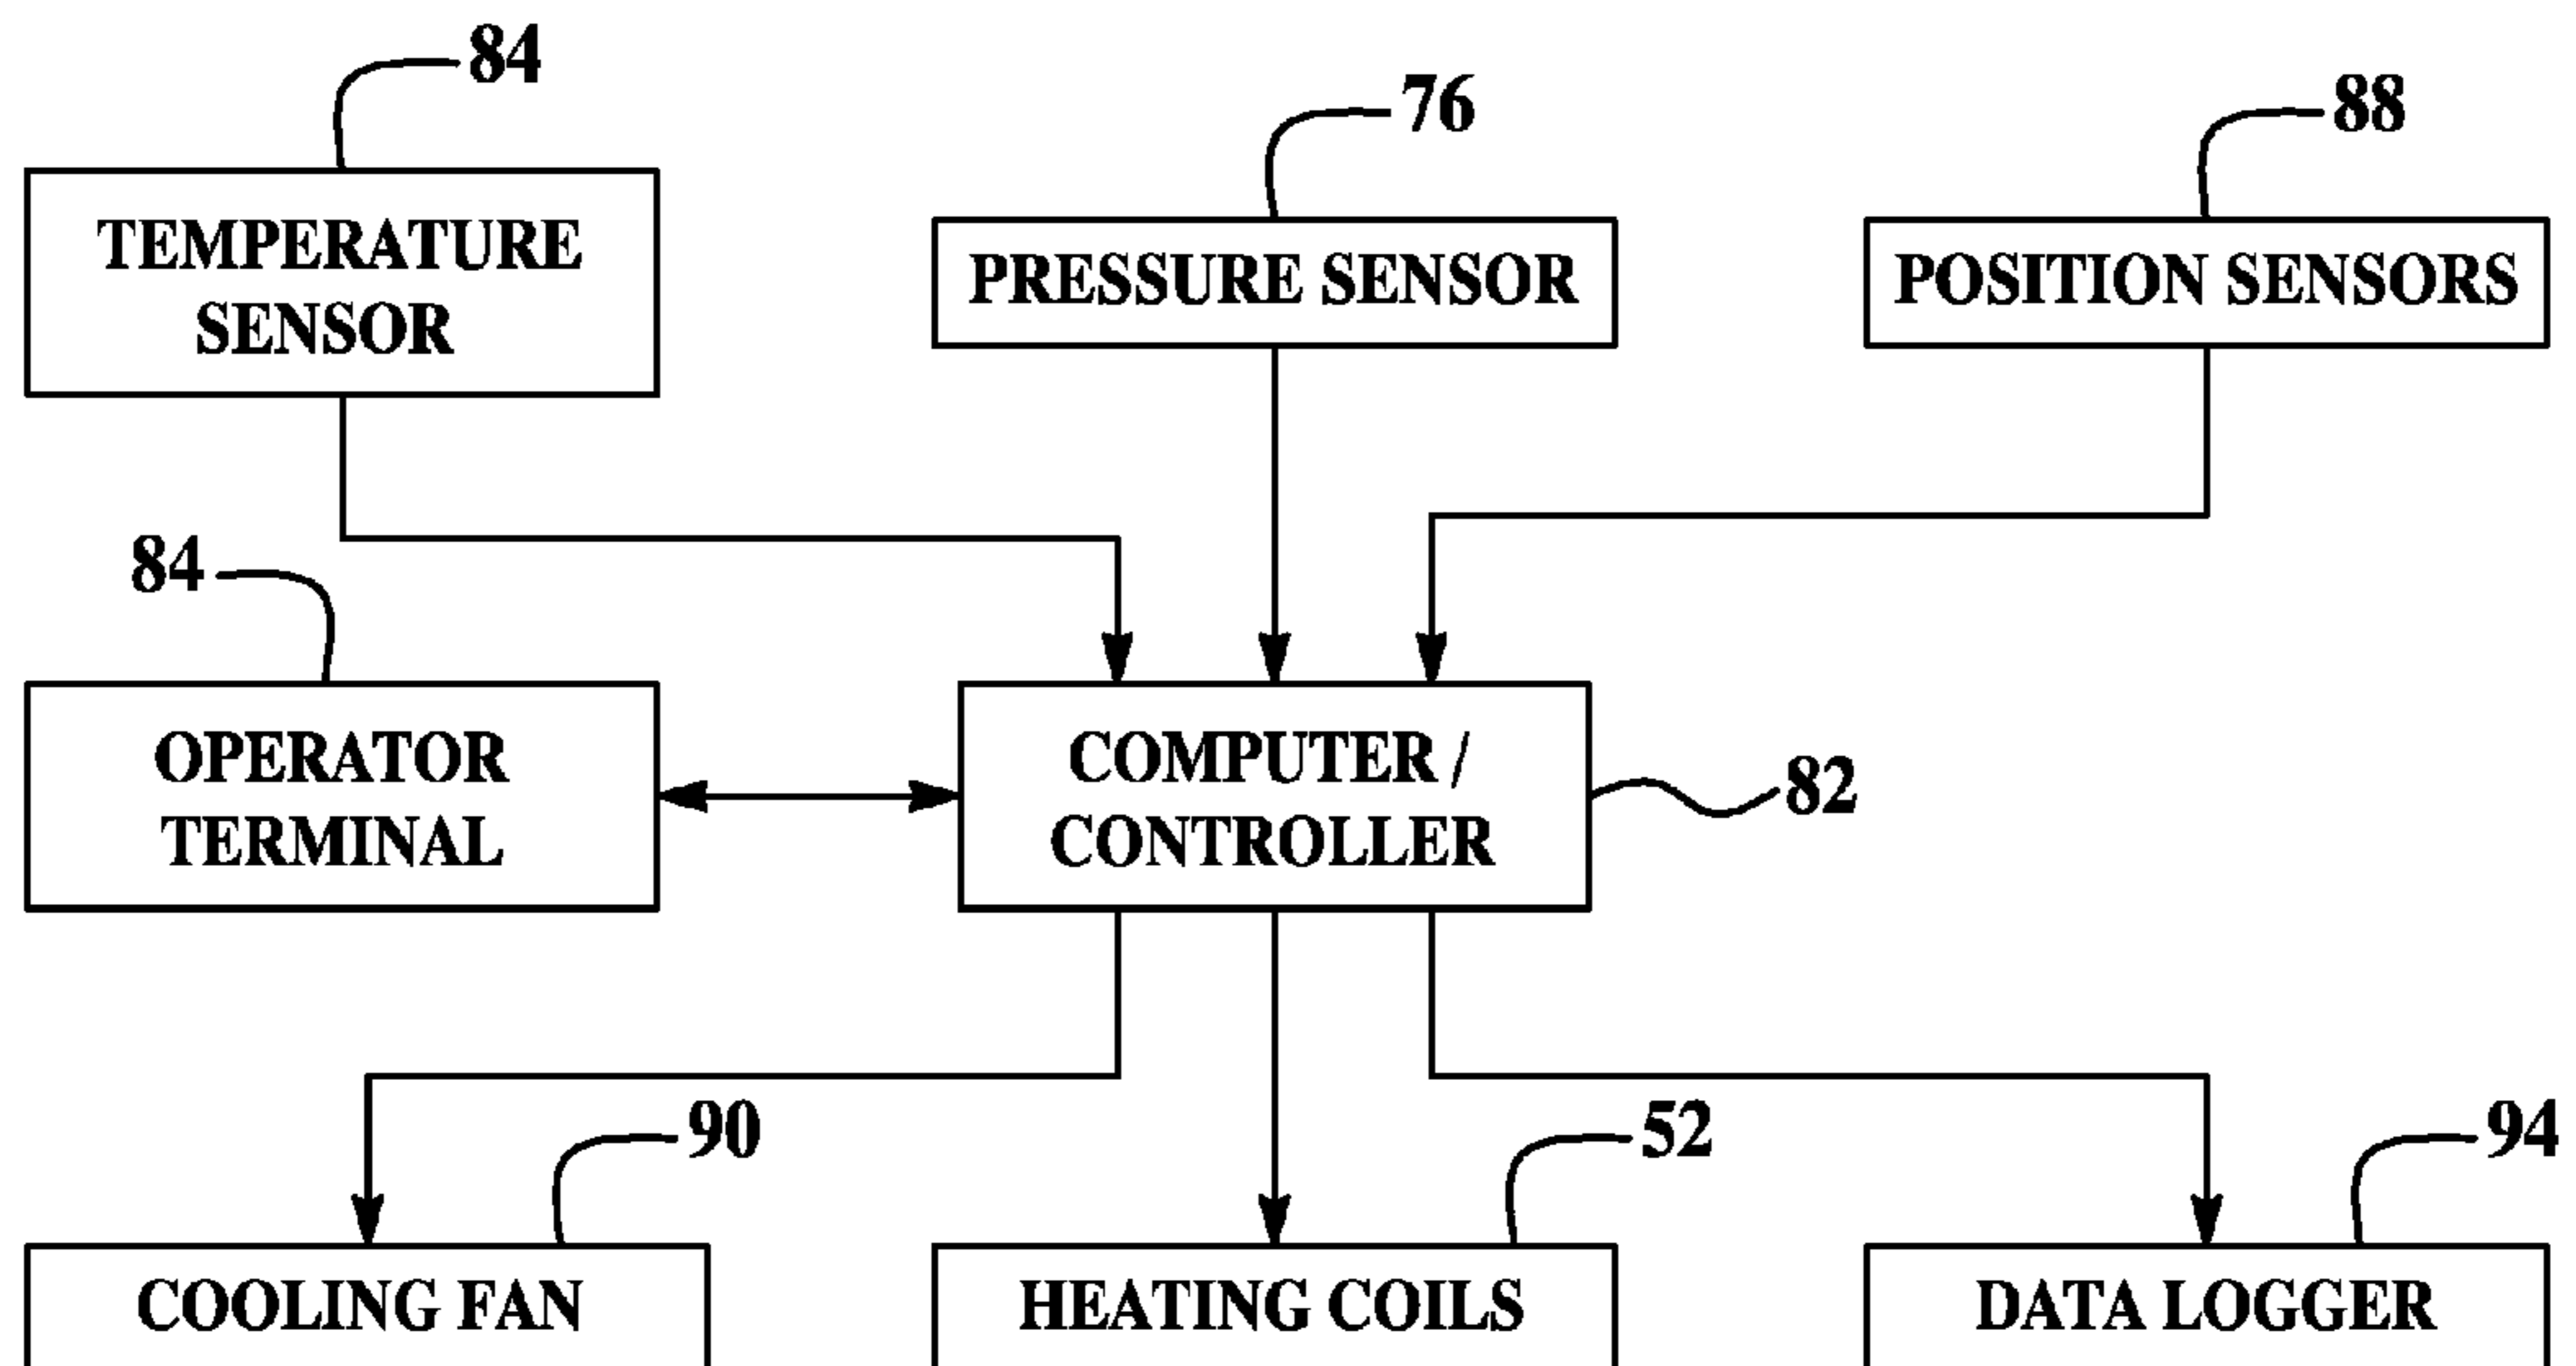 84
76
88
TEMPERATURE
SENSOR
PRESSURE SENSOR
POSITION SENSORS
84
OPERATOR
TERMINAL
COMPUTER /
CONTROLLER
82
90
52
94
COOLING FAN
HEATING COILS
DATA LOGGER